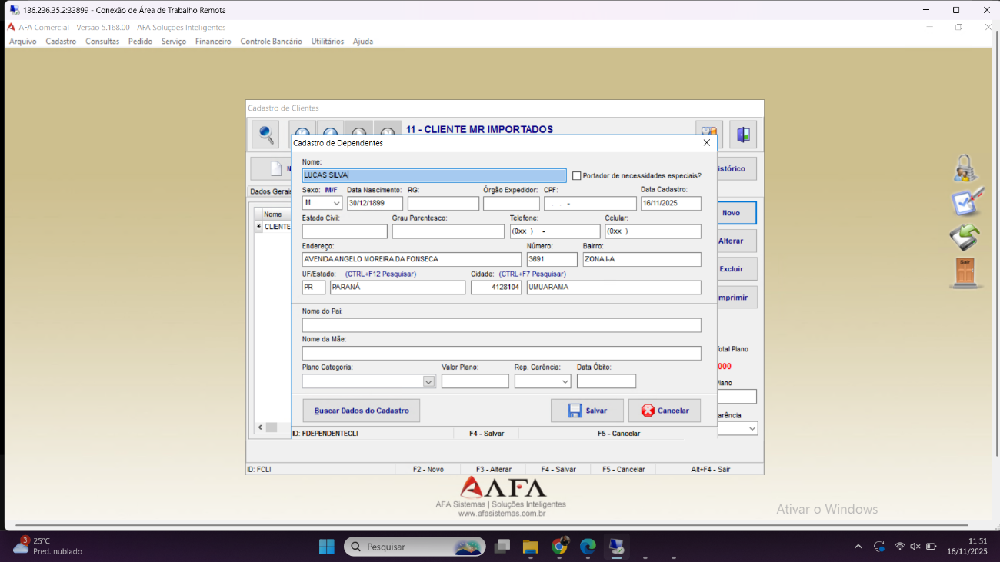 186.236.35.2:33899 - Conexão de Área de Trabalho Remota
AFA Comercial - Versão 5.168.00 - AFA Soluções Inteligentes
Arquivo Cadastro Consultas Pedido Serviço Financeiro Controle Bancário Utilitários Ajuda
Cadastro de Clientes
11 - CLIENTE MR IMPORTADOS
Cadastro de Dependentes
N
istórico
Dados Gerais
Nome
* CLIENTE
Nome:
LUCAS SILVA
Portador de necessidades especiais?
Sexo: M/F Data Nascimento: RG: Órgão Expedidor: CPF: Data Cadastro:
M 30/12/1899 . . - 16/11/2025
Estado Civil: Grau Parentesco: Telefone: Celular:
(0xx ) - (0xx )
Endereço: Número: Bairro:
AVENIDA ANGELO MOREIRA DA FONSECA 3691 ZONA I-A
UF/Estado: (CTRL+F12 Pesquisar) Cidade: (CTRL+F7 Pesquisar)
PR PARANÁ 4128104 UMUARAMA
Nome do Pai:
Nome da Mãe:
Plano Categoria: Valor Plano: Rep. Carência: Data Óbito:
Buscar Dados do Cadastro Salvar Cancelar
ID: FDEPENDENTECLI F4 - Salvar F5 - Cancelar
Novo
Alterar
Excluir
Imprimir
Total Plano
000
Plano
arência
ID: FCLI F2 - Novo F3 - Alterar F4 - Salvar F5 - Cancelar Alt+F4 - Sair
Sair
AFA
AFA Sistemas | Soluções Inteligentes
www.afasistemas.com.br
Ativar o Windows
3
25°C
Pred. nublado
Pesquisar
11:51
16/11/2025